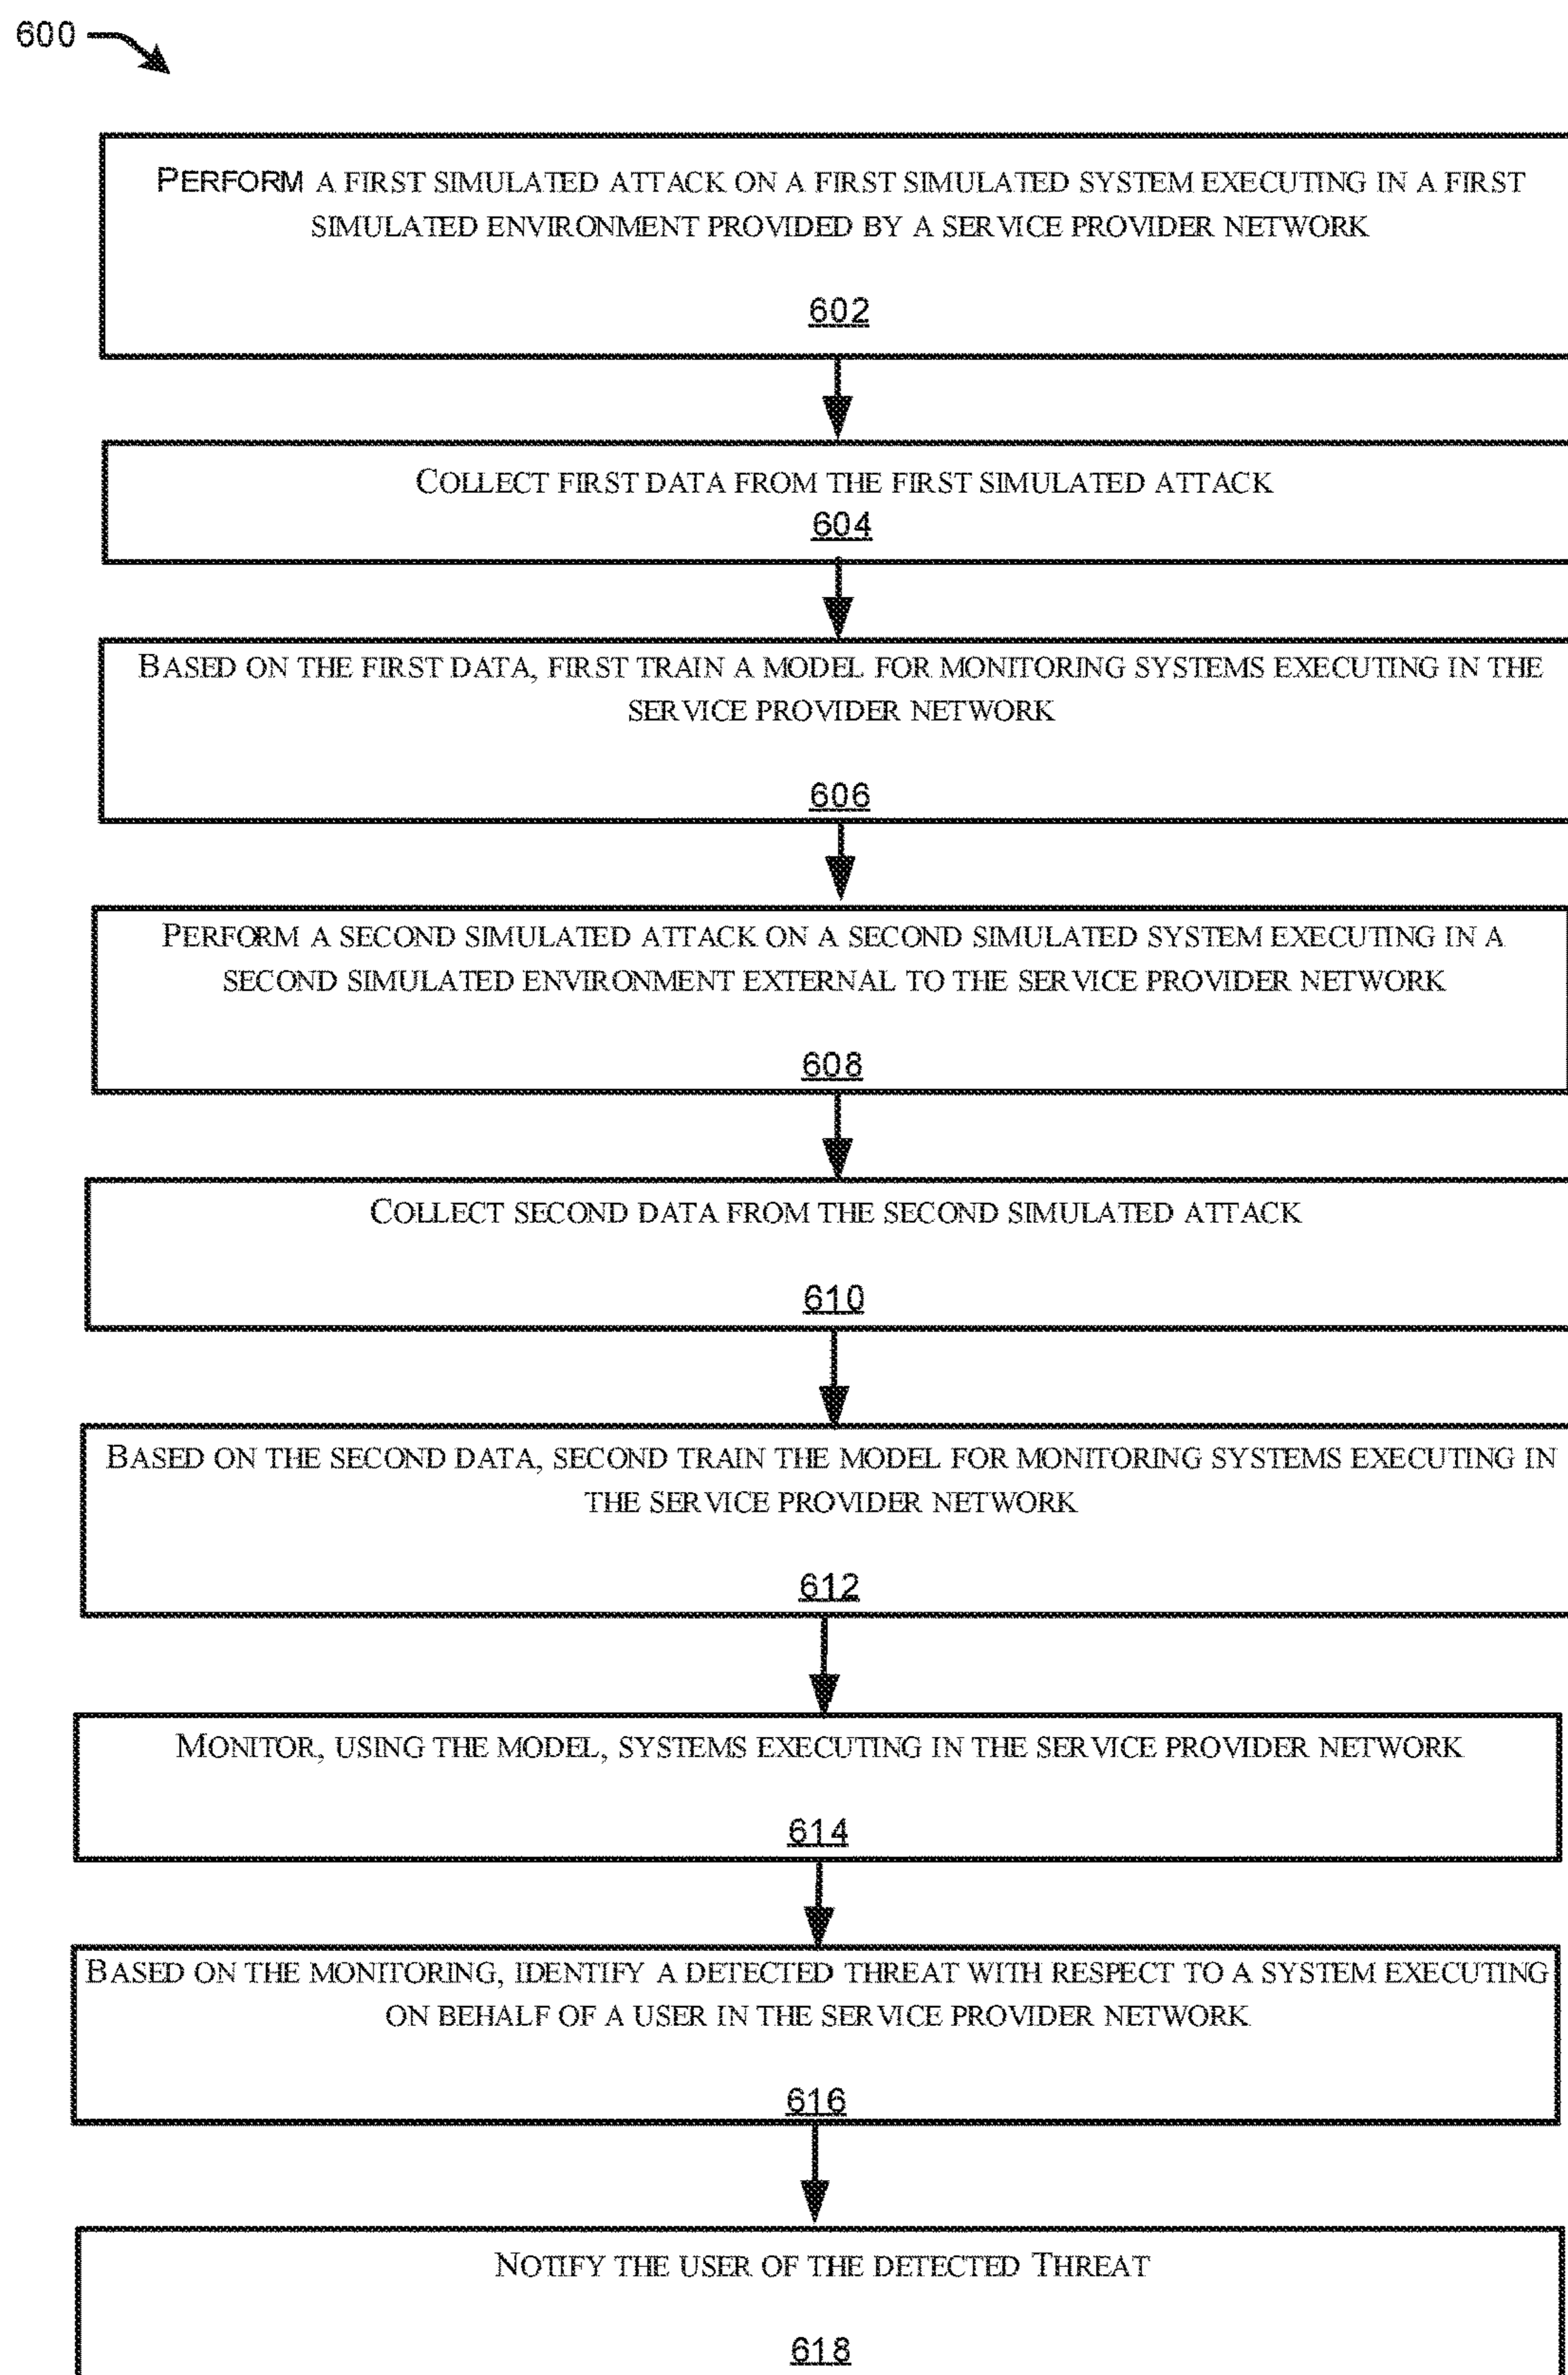 600
PERFORM A FIRST SIMULATED ATTACK ON A FIRST SIMULATED SYSTEM EXECUTING IN A FIRST
SIMULATED ENVIRONMENT PROVIDED BY A SERVICE PROVIDER NETWORK
602
COLLECT FIRST DATA FROM THE FIRST SIMULATED ATTACK
604
BASED ON THE FIRST DATA, FIRST TRAIN A MODEL FOR MONITORING SYSTEMS EXECUTING IN THE
SERVICE PROVIDER NETWORK
606
PERFORM A SECOND SIMULATED ATTACK ON A SECOND SIMULATED SYSTEM EXECUTING IN A
SECOND SIMULATED ENVIRONMENT EXTERNAL TO THE SERVICE PROVIDER NETWORK
608
COLLECT SECOND DATA FROM THE SECOND SIMULATED ATTACK
610
BASED ON THE SECOND DATA, SECOND TRAIN THE MODEL FOR MONITORING SYSTEMS EXECUTING IN
THE SERVICE PROVIDER NETWORK
612
MONITOR, USING THE MODEL, SYSTEMS EXECUTING IN THE SERVICE PROVIDER NETWORK
614
BASED ON THE MONITORING, IDENTIFY A DETECTED THREAT WITH RESPECT TO A SYSTEM EXECUTING
ON BEHALF OF A USER IN THE SERVICE PROVIDER NETWORK
616
NOTIFY THE USER OF THE DETECTED THREAT
618